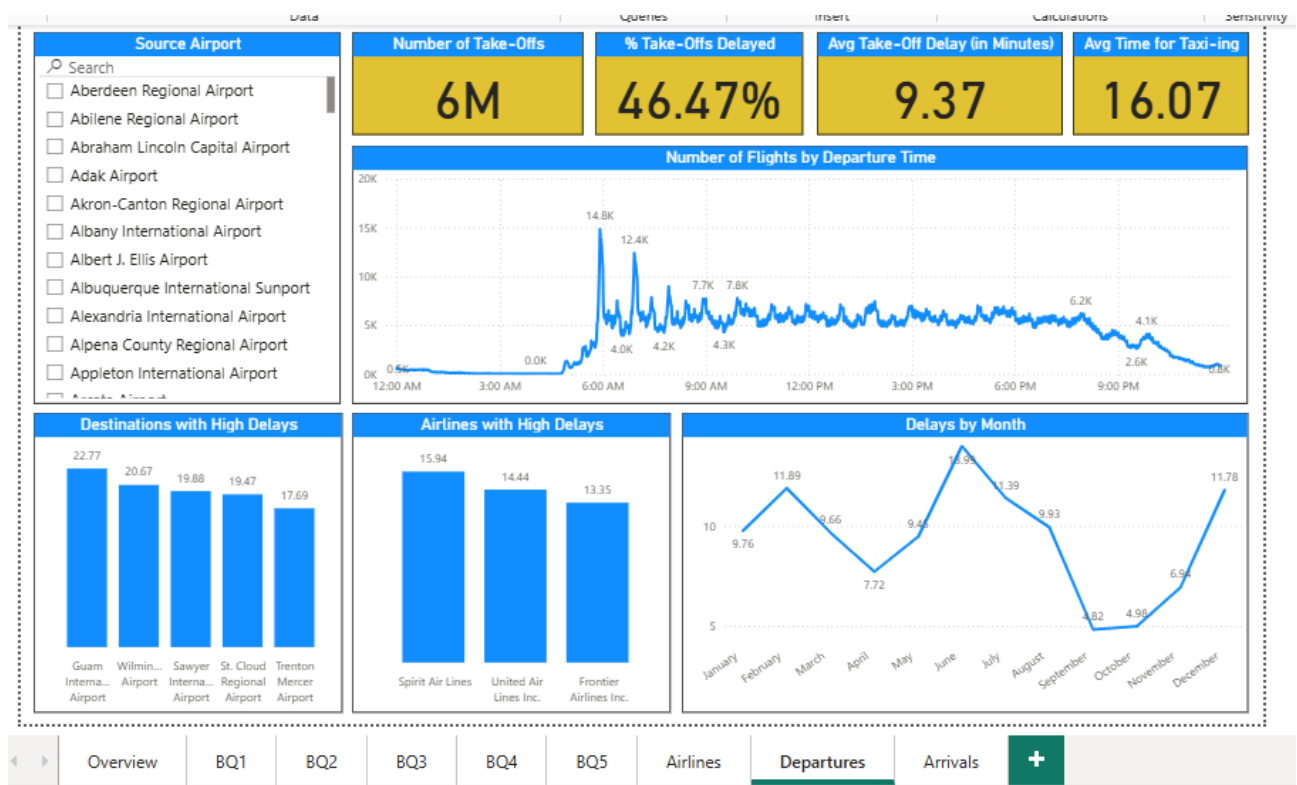 Data
Queries
Insert
Calculations
Sensitivity
Source Airport
Search
Aberdeen Regional Airport
Abilene Regional Airport
Abraham Lincoln Capital Airport
Adak Airport
Akron-Canton Regional Airport
Albany International Airport
Albert J. Ellis Airport
Albuquerque International Sunport
Alexandria International Airport
Alpena County Regional Airport
Appleton International Airport
Number of Take-Offs
6M
% Take-Offs Delayed
46.47%
Avg Take-Off Delay (in Minutes)
9.37
Avg Time for Taxi-ing
16.07
Number of Flights by Departure Time
20K
15K
10K
5K
0K
14.8K
12.4K
7.7K
7.8K
6.2K
4.1K
4.0K
4.2K
4.3K
2.6K
0.5K
0.0K
0.8K
12:00 AM
3:00 AM
6:00 AM
9:00 AM
12:00 PM
3:00 PM
6:00 PM
9:00 PM
Destinations with High Delays
22.77
20.67
19.88
19.47
17.69
Guam
Interna...
Airport
Wilmin...
Airport
Sawyer
Interna...
Airport
St. Cloud
Regional
Airport
Trenton
Mercer
Airport
Airlines with High Delays
15.94
14.44
13.35
Spirit Air Lines
United Air
Lines Inc.
Frontier
Airlines Inc.
Delays by Month
10
5
9.76
11.89
9.66
7.72
9.45
13.99
11.39
9.93
4.82
4.98
6.94
11.78
January
February
March
April
May
June
July
August
September
October
November
December
Overview
BQ1
BQ2
BQ3
BQ4
BQ5
Airlines
Departures
Arrivals